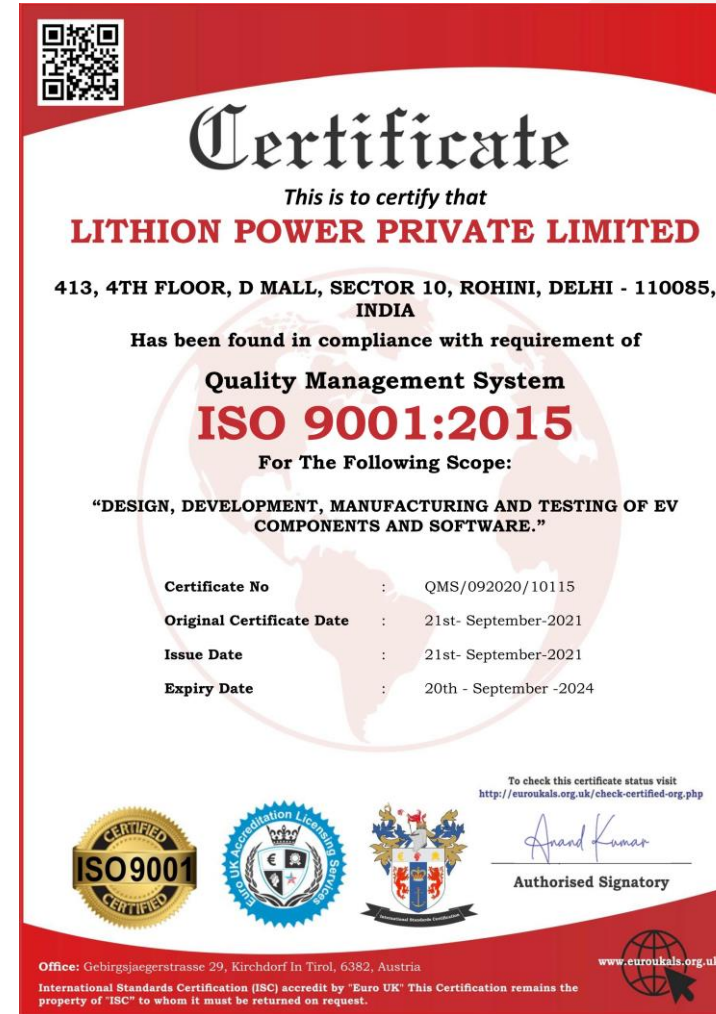 Certificate
This is to certify that
LITHION POWER PRIVATE LIMITED
413, 4TH FLOOR, D MALL, SECTOR 10, ROHINI, DELHI - 110085,
INDIA
Has been found in compliance with requirement of
Quality Management System
ISO 9001:2015
For The Following Scope:
“DESIGN, DEVELOPMENT, MANUFACTURING AND TESTING OF EV
COMPONENTS AND SOFTWARE.”
Certificate No : QMS/092020/10115
Original Certificate Date : 21st- September-2021
Issue Date : 21st- September-2021
Expiry Date : 20th - September -2024
To check this certificate status visit
http://euroukals.org.uk/check-certified-org.php
Anand Kumar
Authorised Signatory
CERTIFIED
ISO9001
CERTIFIED
Euro UK Accreditation Licensing Services
International Standards Certification
Office: Gebirgsjaegerstrasse 29, Kirchdorf In Tirol, 6382, Austria
www.euroukals.org.uk
International Standards Certification (ISC) accredit by "Euro UK" This Certification remains the
property of "ISC" to whom it must be returned on request.